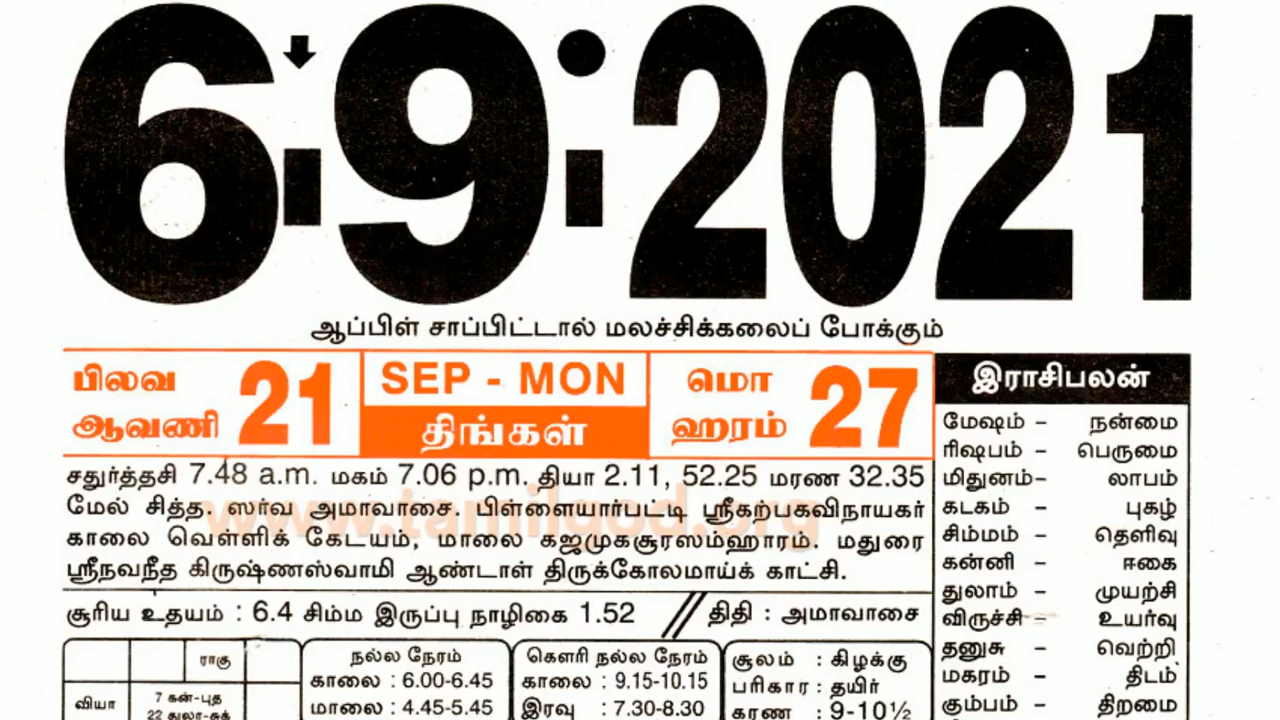 6.9.2021
ஆப்பிள் சாப்பிட்டால் மலச்சிக்கலைப் போக்கும்
பிலவ
ஆவணி 21
SEP - MON
திங்கள்
மொ
ஹரம் 27
சதுர்த்தசி 7.48 a.m. மகம் 7.06 p.m. தியா 2.11, 52.25 மரண 32.35
மேல் சித்த. ஸர்வ அமாவாசை. பிள்ளையார்பட்டி ஸ்ரீகற்பகவிநாயகர்
காலை வெள்ளிக் கேடயம், மாலை கஜமுகசூரஸம்ஹாரம். மதுரை
ஸ்ரீநவநீத கிருஷ்ணஸ்வாமி ஆண்டாள் திருக்கோலமாய்க் காட்சி.
www.tamilgod.org
சூரிய உதயம் : 6.4 சிம்ம இருப்பு நாழிகை 1.52 // திதி : அமாவாசை
ராகு
வியா
7 கன்-புத
22 துலா-சுக்
நல்ல நேரம்
காலை : 6.00-6.45
மாலை : 4.45-5.45
கௌரி நல்ல நேரம்
காலை : 9.15-10.15
இரவு : 7.30-8.30
சூலம் : கிழக்கு
பரிகார : தயிர்
கரண : 9-10½
இராசிபலன்
மேஷம் - நன்மை
ரிஷபம் - பெருமை
மிதுனம் - லாபம்
கடகம் - புகழ்
சிம்மம் - தெளிவு
கன்னி - ஈகை
துலாம் - முயற்சி
விருச்சி - உயர்வு
தனுசு - வெற்றி
மகரம் - திடம்
கும்பம் - திறமை